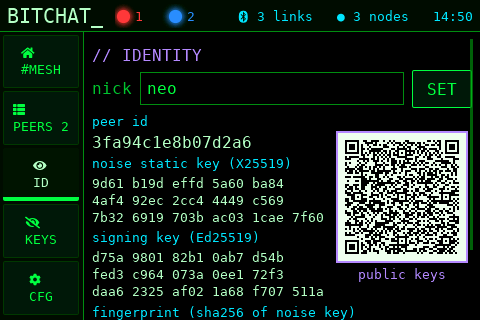 BITCHAT_ 1 2 3 links 3 nodes 14:50
#MESH
PEERS 2
ID
KEYS
CFG
// IDENTITY
nick neo SET
peer id
3fa94c1e8b07d2a6
noise static key (X25519)
9d61 b19d effd 5a60 ba84
4af4 92ec 2cc4 4449 c569
7b32 6919 703b ac03 1cae 7f60
signing key (Ed25519)
d75a 9801 82b1 0ab7 d54b
fed3 c964 073a 0ee1 72f3
daa6 2325 af02 1a68 f707 511a
public keys
fingerprint (sha256 of noise key)